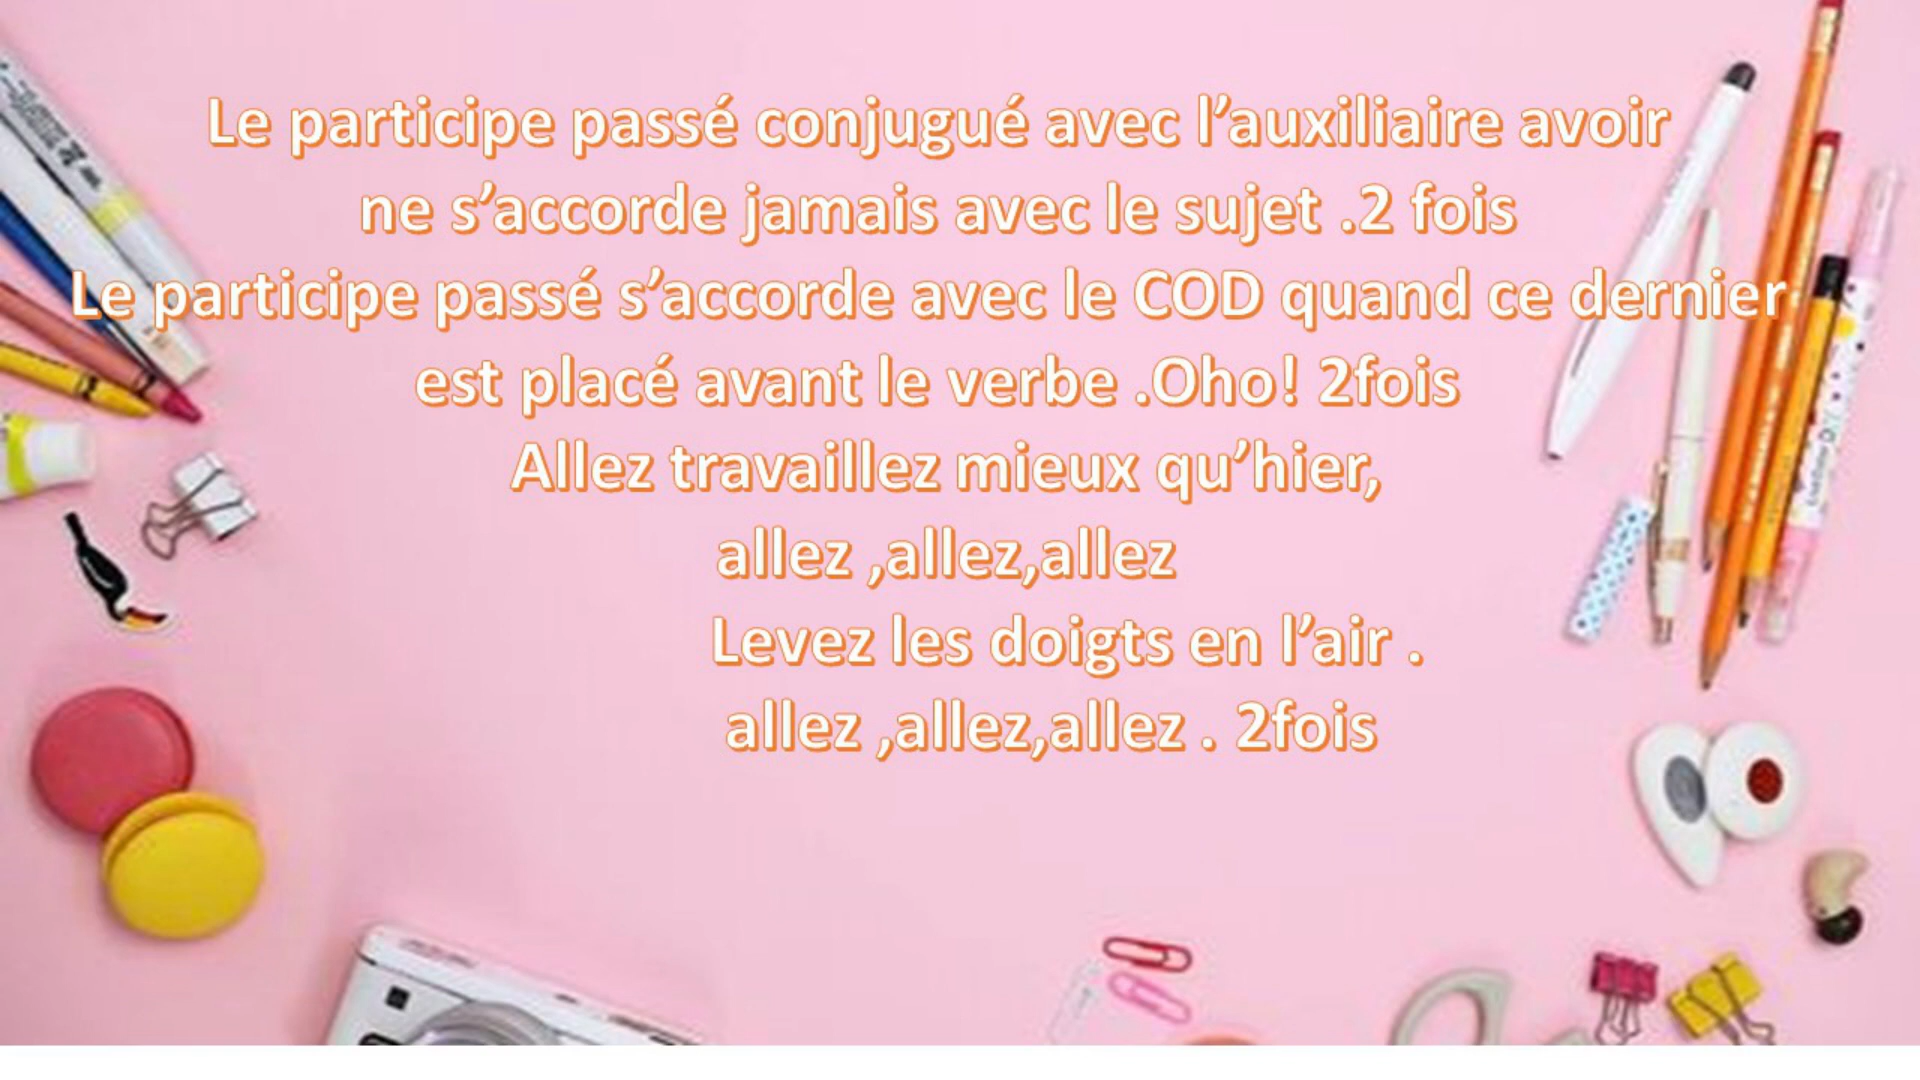 Le participe passé conjugué avec l’auxiliaire avoir
ne s’accorde jamais avec le sujet .2 fois
Le participe passé s’accorde avec le COD quand ce dernier
est placé avant le verbe .Oho! 2fois
Allez travaillez mieux qu’hier,
allez ,allez,allez
Levez les doigts en l’air .
allez ,allez,allez . 2fois